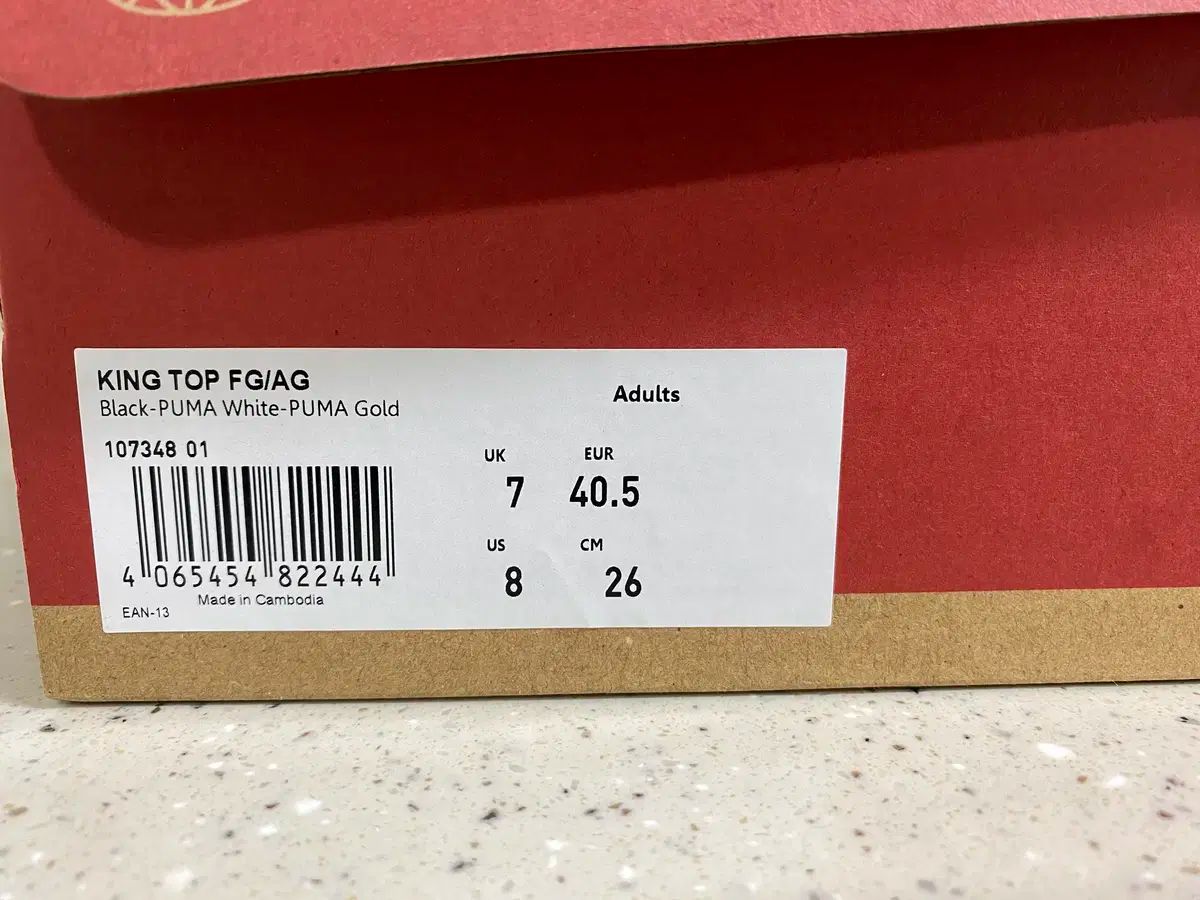 KING TOP FG/AG
Black-PUMA White-PUMA Gold
Adults
107348 01
UK EUR
7 40.5
US CM
8 26
4 065454 822444
Made in Cambodia
EAN-13